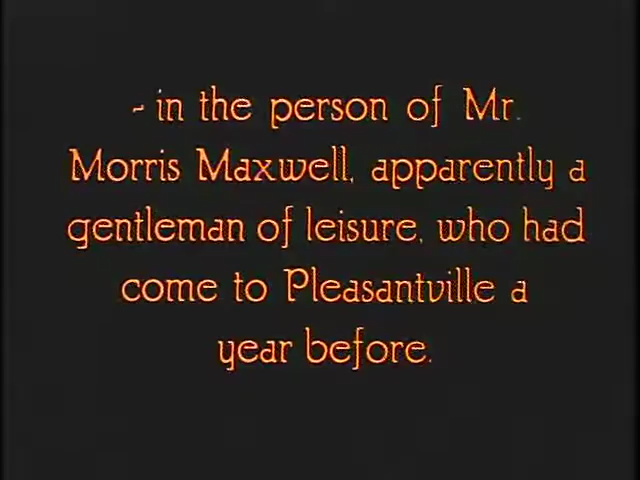 - in the person of Mr.
Morris Maxwell, apparently a
gentleman of leisure, who had
come to Pleasantville a
year before.